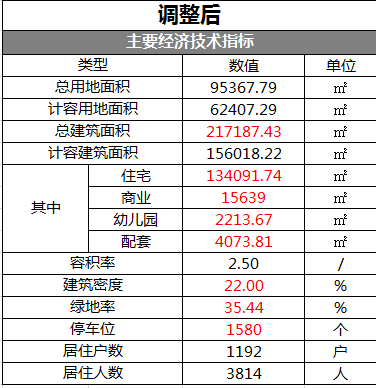 调整后
主要经济技术指标
类型 数值 单位
总用地面积 95367.79 ㎡
计容用地面积 62407.29 ㎡
总建筑面积 217187.43 ㎡
计容建筑面积 156018.22 ㎡
其中 住宅 134091.74 ㎡
商业 15639 ㎡
幼儿园 2213.67 ㎡
配套 4073.81 ㎡
容积率 2.50 /
建筑密度 22.00 %
绿地率 35.44 %
停车位 1580 个
居住户数 1192 户
居住人数 3814 人